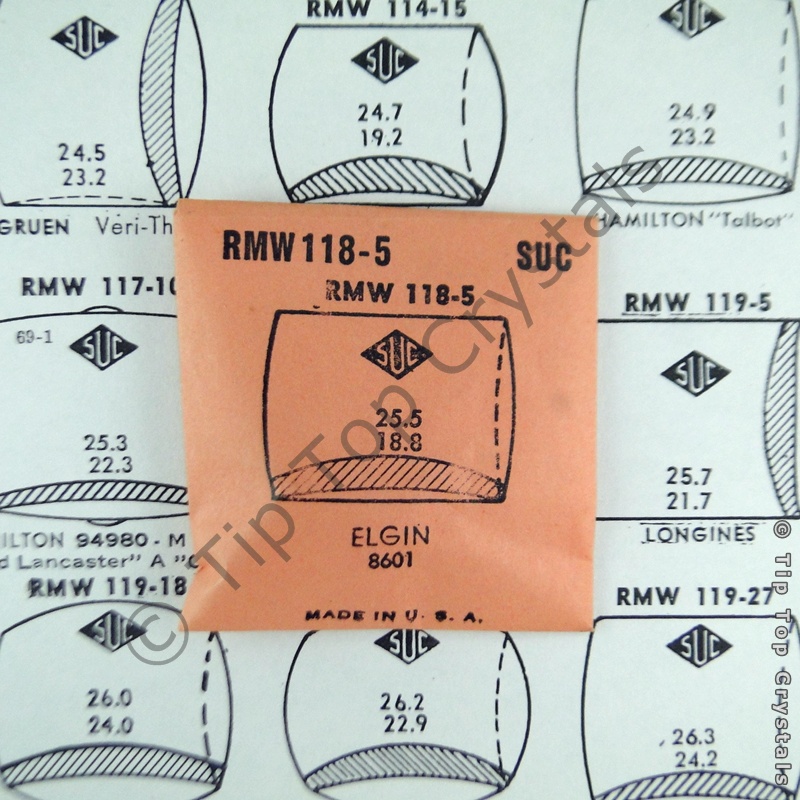 RMW 114-15
SUC
SUC
SUC
24.5
23.2
24.7
19.2
24.9
23.2
GRUEN Veri-Th
HAMILTON "Talbot"
RMW 118-5 SUC
RMW 118-5
SUC
25.5
18.8
ELGIN
8601
MADE IN U. S. A.
RMW 117-10
69-1
SUC
25.3
22.3
RMW 119-5
SUC
25.7
21.7
ILTON 94980 - M
d Lancaster" A "C
LONGINES
RMW 119-18
RMW 119-27
SUC
SUC
SUC
26.0
24.0
26.2
22.9
26.3
24.2
© Tip Top Crystals
© Tip Top Crystals